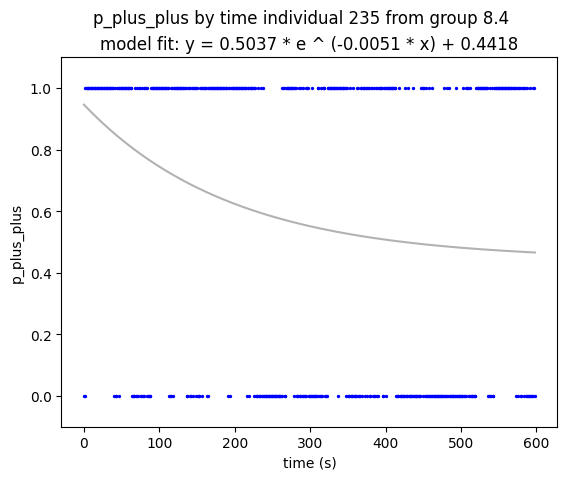 p_plus_plus by time individual 235 from group 8.4
model fit: y = 0.5037 * e ^ (-0.0051 * x) + 0.4418
1.0
0.8
0.6
0.4
0.2
0.0
p_plus_plus
0 100 200 300 400 500 600
time (s)